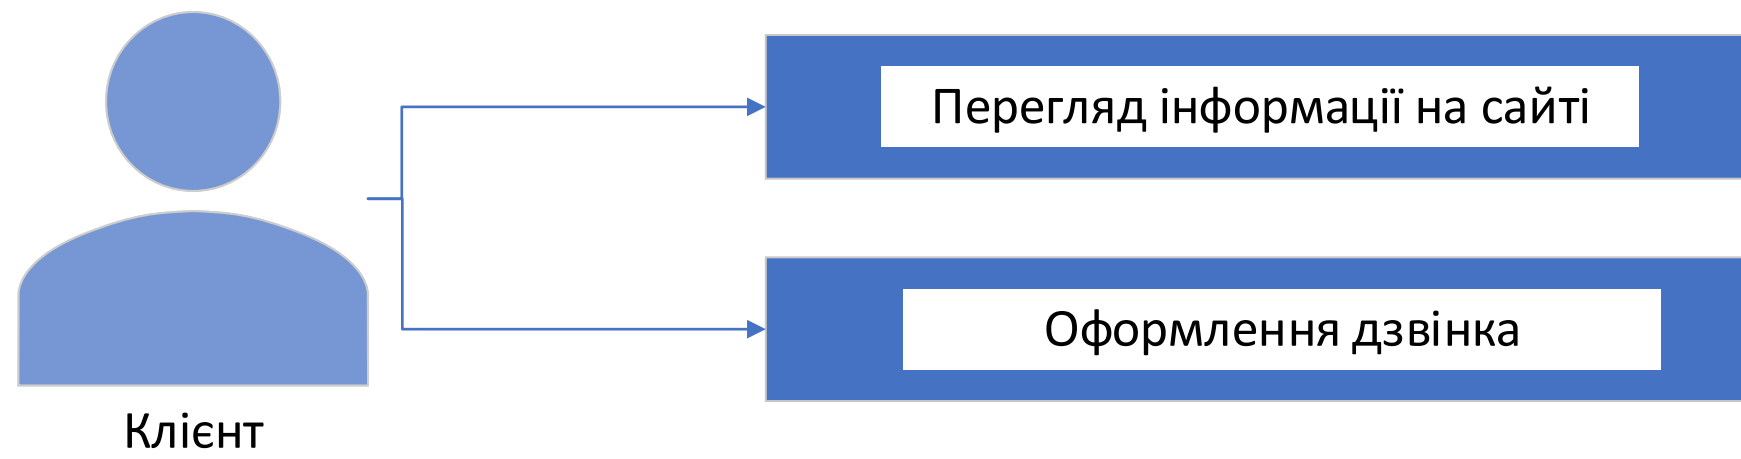 Перегляд інформації на сайті
Оформлення дзвінка
Клієнт